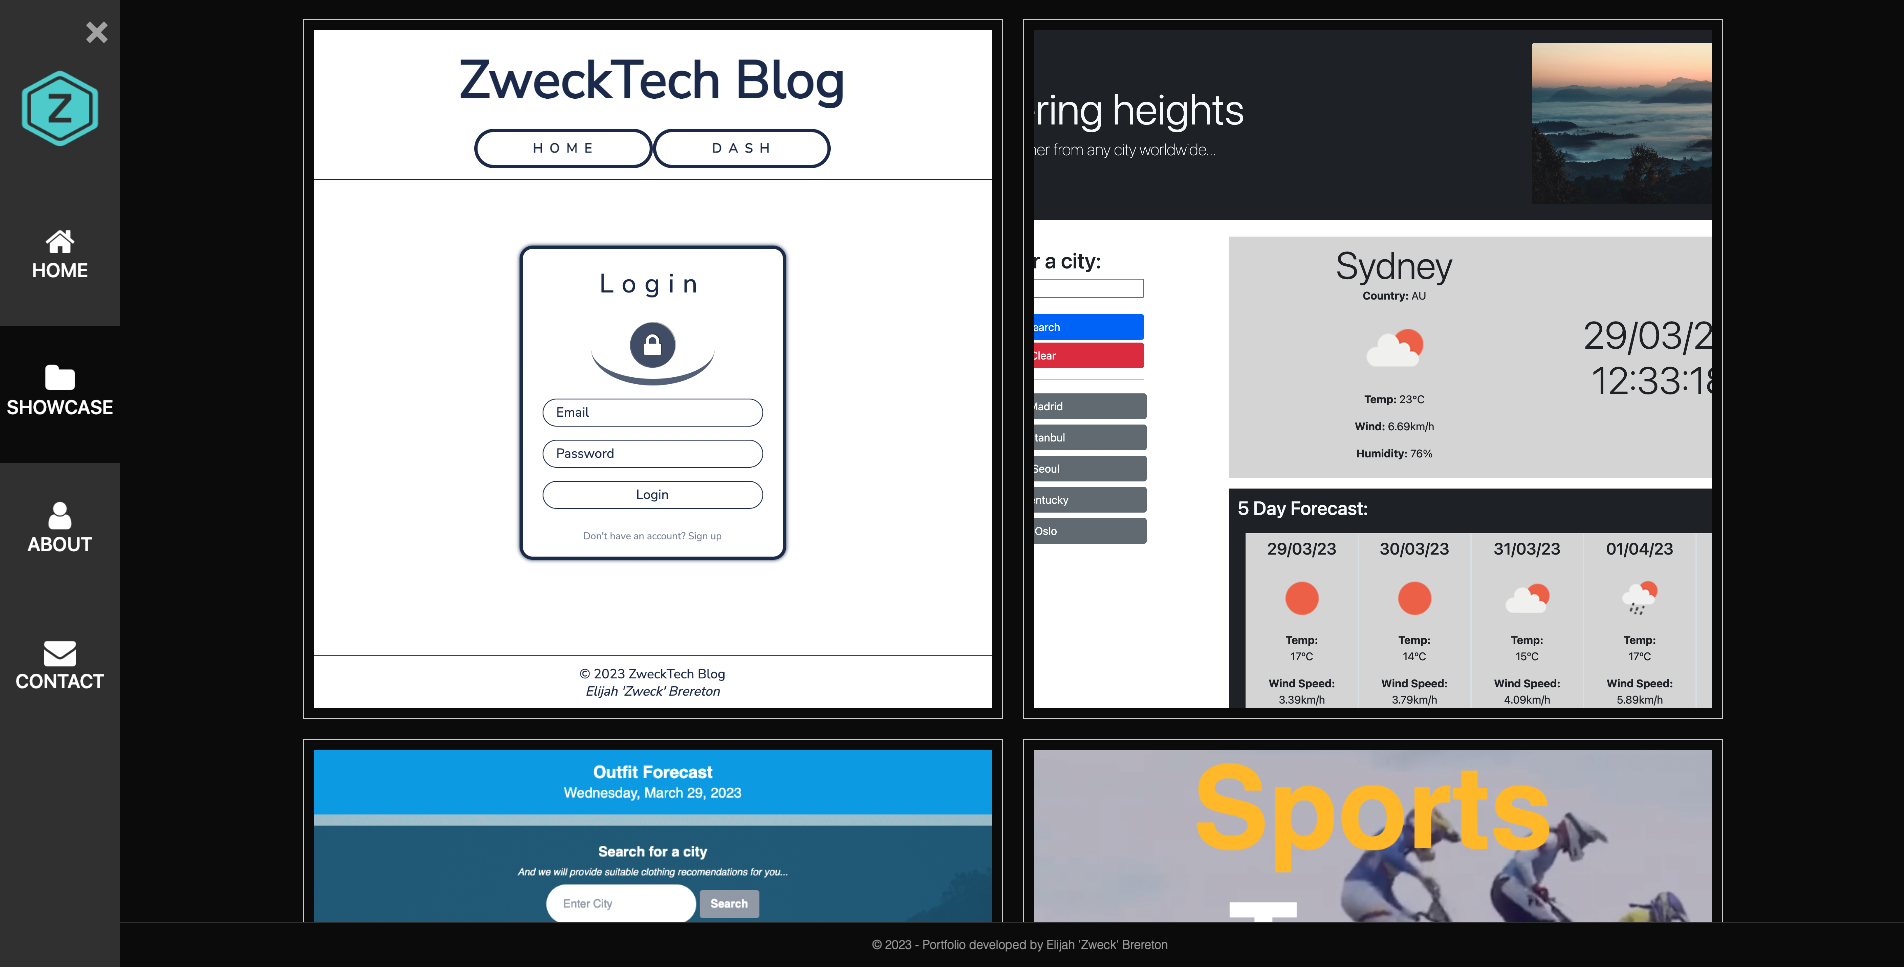 Z
HOME
SHOWCASE
ABOUT
CONTACT
ZweckTech Blog
HOME DASH
Login
Email
Password
Login
Don't have an account? Sign up
© 2023 ZweckTech Blog
Elijah 'Zweck' Brereton
ring heights
er from any city worldwide...
r a city:
earch
Clear
Madrid
tanbul
Seoul
entucky
Oslo
Sydney
Country: AU
Temp: 23°C
Wind: 6.69km/h
Humidity: 76%
29/03/2
12:33:18
5 Day Forecast:
29/03/23 30/03/23 31/03/23 01/04/23
Temp: Temp: Temp: Temp:
17°C 14°C 15°C 17°C
Wind Speed: Wind Speed: Wind Speed: Wind Speed:
3.39km/h 3.79km/h 4.09km/h 5.89km/h
Outfit Forecast
Wednesday, March 29, 2023
Search for a city
And we will provide suitable clothing recomendations for you...
Enter City Search
Sports
© 2023 - Portfolio developed by Elijah 'Zweck' Brereton